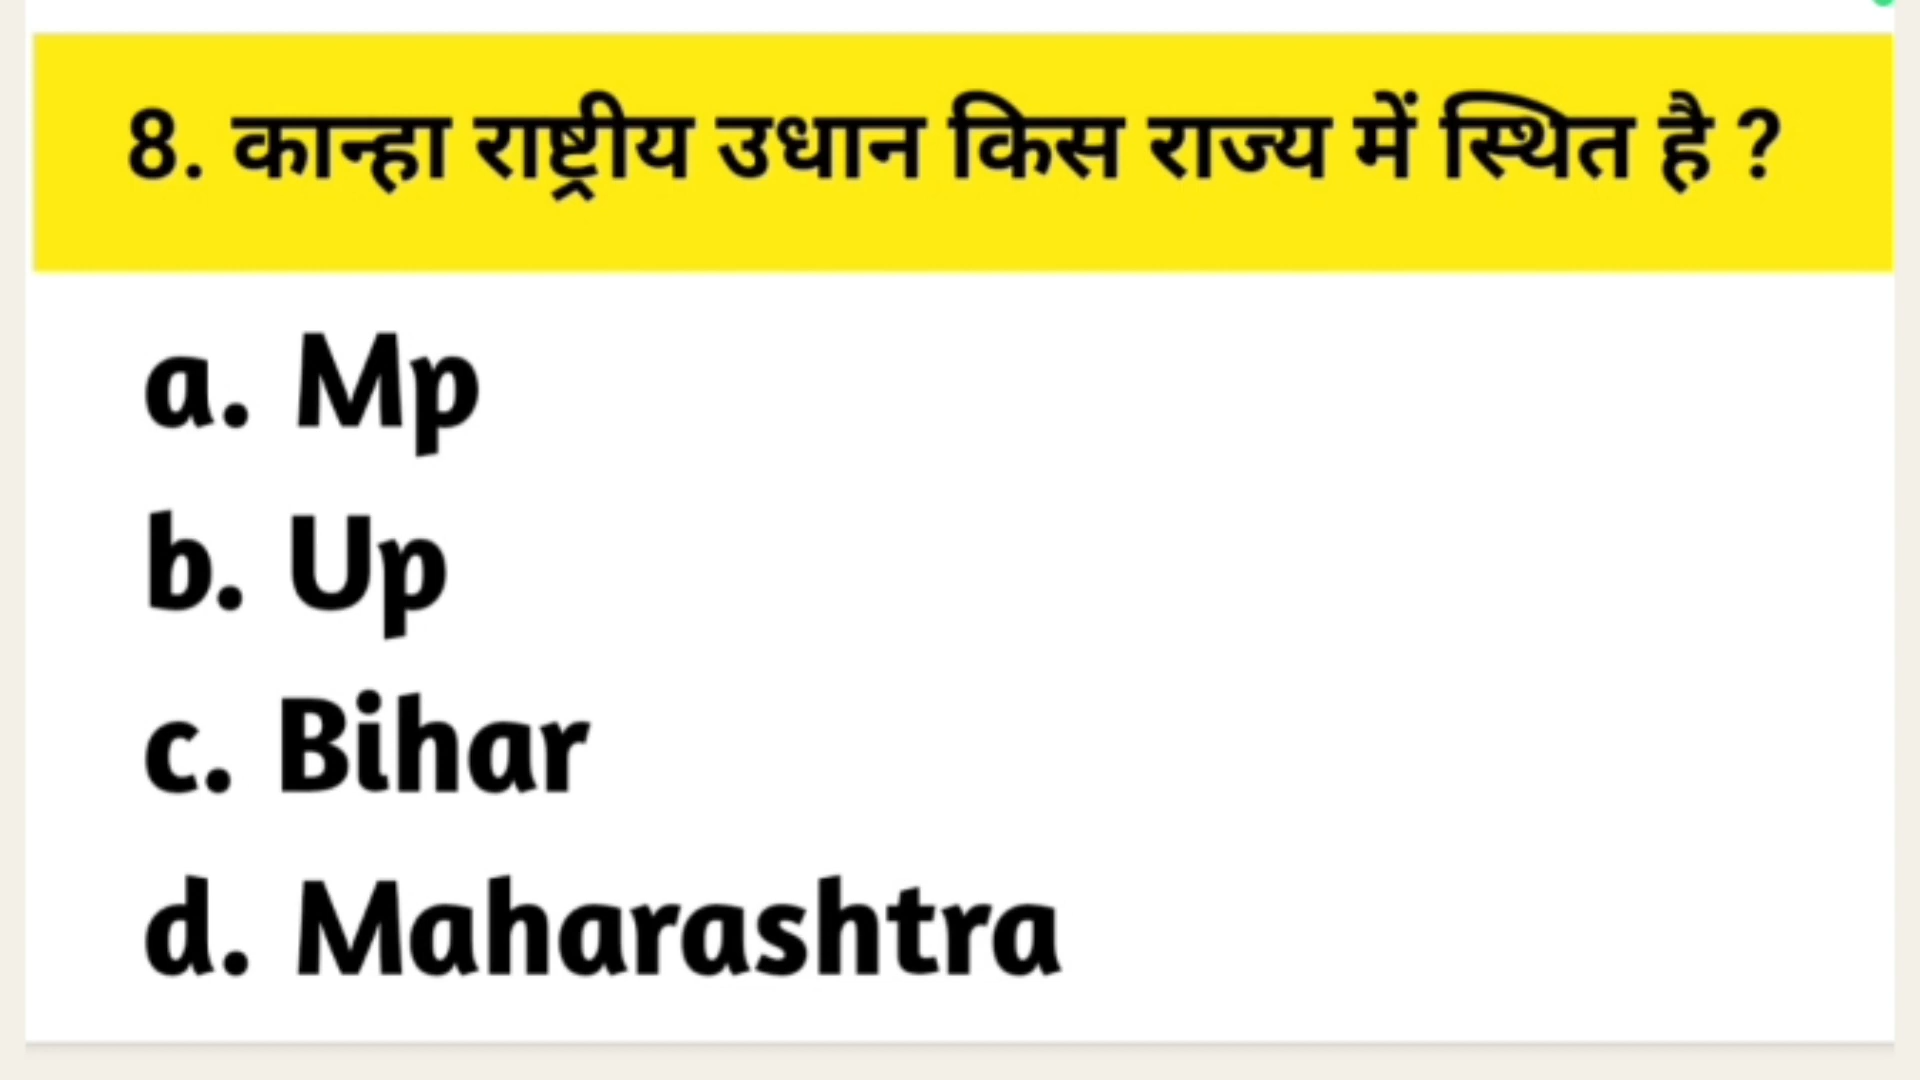 8. कान्हा राष्ट्रीय उधान किस राज्य में स्थित है ?
a. Mp
b. Up
c. Bihar
d. Maharashtra